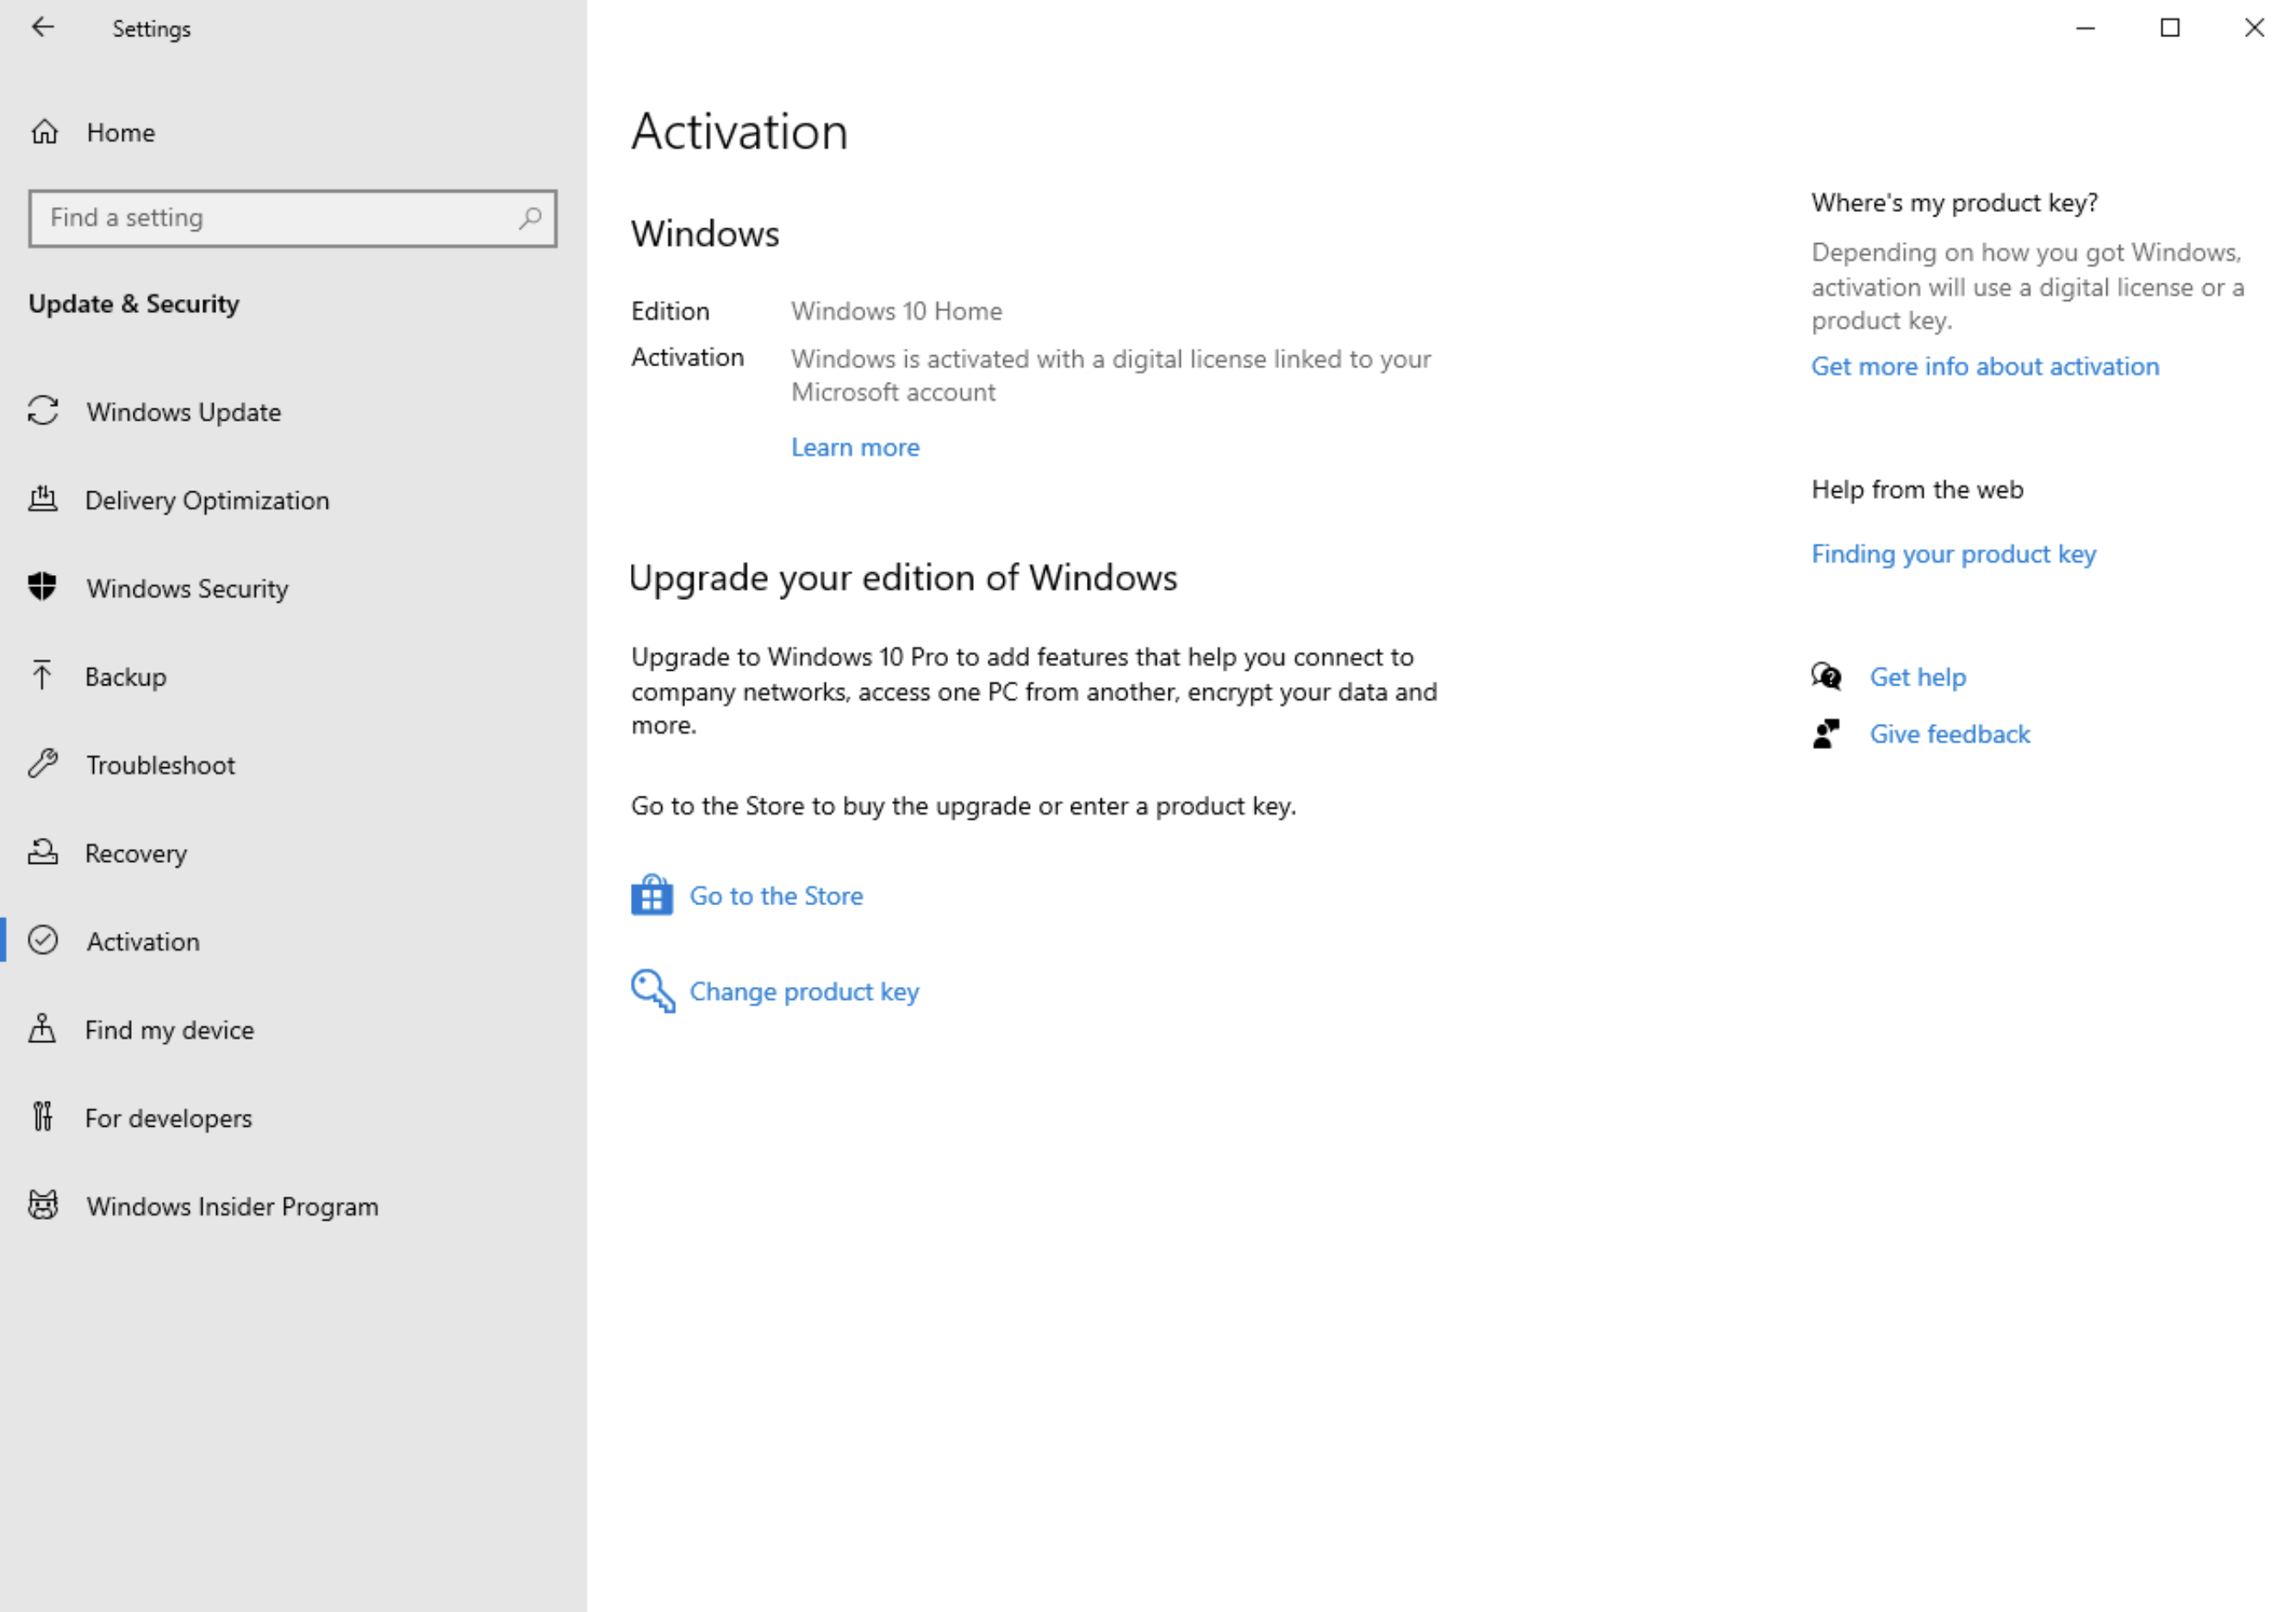 Settings
Home
Find a setting
Update & Security
Windows Update
Delivery Optimization
Windows Security
Backup
Troubleshoot
Recovery
Activation
Find my device
For developers
Windows Insider Program
Activation
Windows
Edition Windows 10 Home
Activation Windows is activated with a digital license linked to your
Microsoft account
Learn more
Upgrade your edition of Windows
Upgrade to Windows 10 Pro to add features that help you connect to
company networks, access one PC from another, encrypt your data and
more.
Go to the Store to buy the upgrade or enter a product key.
Go to the Store
Change product key
Where's my product key?
Depending on how you got Windows,
activation will use a digital license or a
product key.
Get more info about activation
Help from the web
Finding your product key
Get help
Give feedback